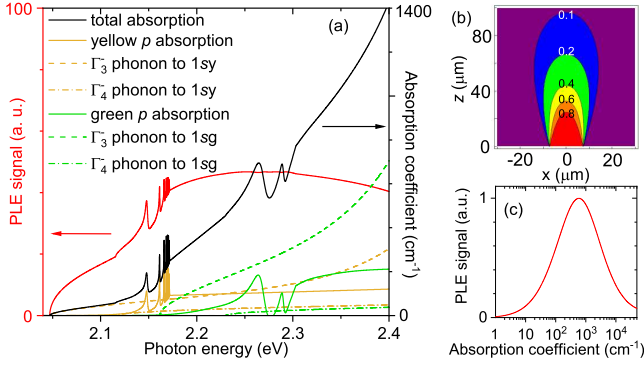 (a)
total absorption
yellow p absorption
Γ₃⁻ phonon to 1sy
Γ₄⁻ phonon to 1sy
green p absorption
Γ₃⁻ phonon to 1sg
Γ₄⁻ phonon to 1sg
100
0
PLE signal (a. u.)
1400
0
Absorption coefficient (cm⁻¹)
2.1 2.2 2.3 2.4
Photon energy (eV)
(b)
0.1
0.2
0.4
0.6
0.8
80
0
z (μm)
-20 0 20
x (μm)
(c)
1
0
PLE signal (a.u.)
1 10 10² 10³ 10⁴
Absorption coefficient (cm⁻¹)